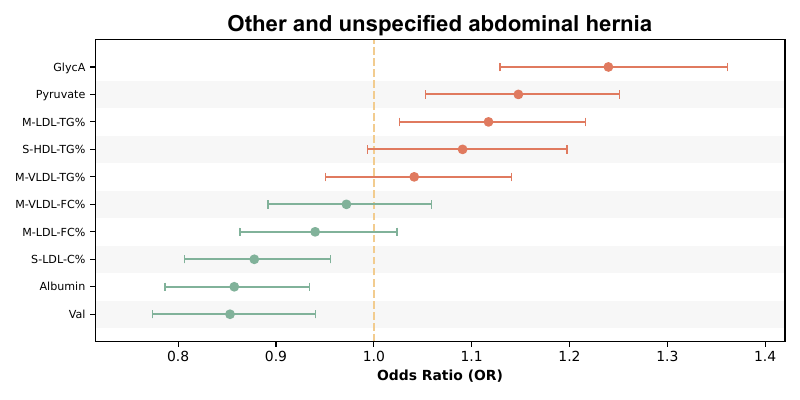 Other and unspecified abdominal hernia
GlycA
Pyruvate
M-LDL-TG%
S-HDL-TG%
M-VLDL-TG%
M-VLDL-FC%
M-LDL-FC%
S-LDL-C%
Albumin
Val
0.8 0.9 1.0 1.1 1.2 1.3 1.4
Odds Ratio (OR)